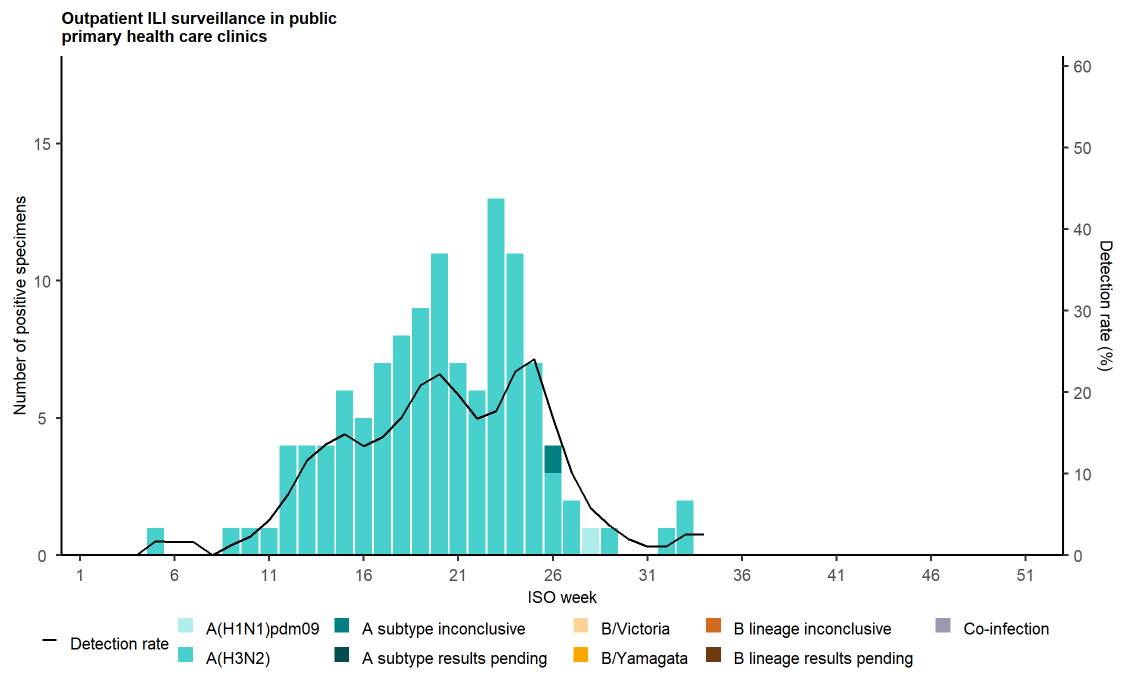 Outpatient ILI surveillance in public
primary health care clinics
Number of positive specimens
15
10
5
0
60
50
40
30
20
10
0
Detection rate (%)
1 6 11 16 21 26 31 36 41 46 51
ISO week
Detection rate
A(H1N1)pdm09 A subtype inconclusive B/Victoria B lineage inconclusive Co-infection
A(H3N2) A subtype results pending B/Yamagata B lineage results pending